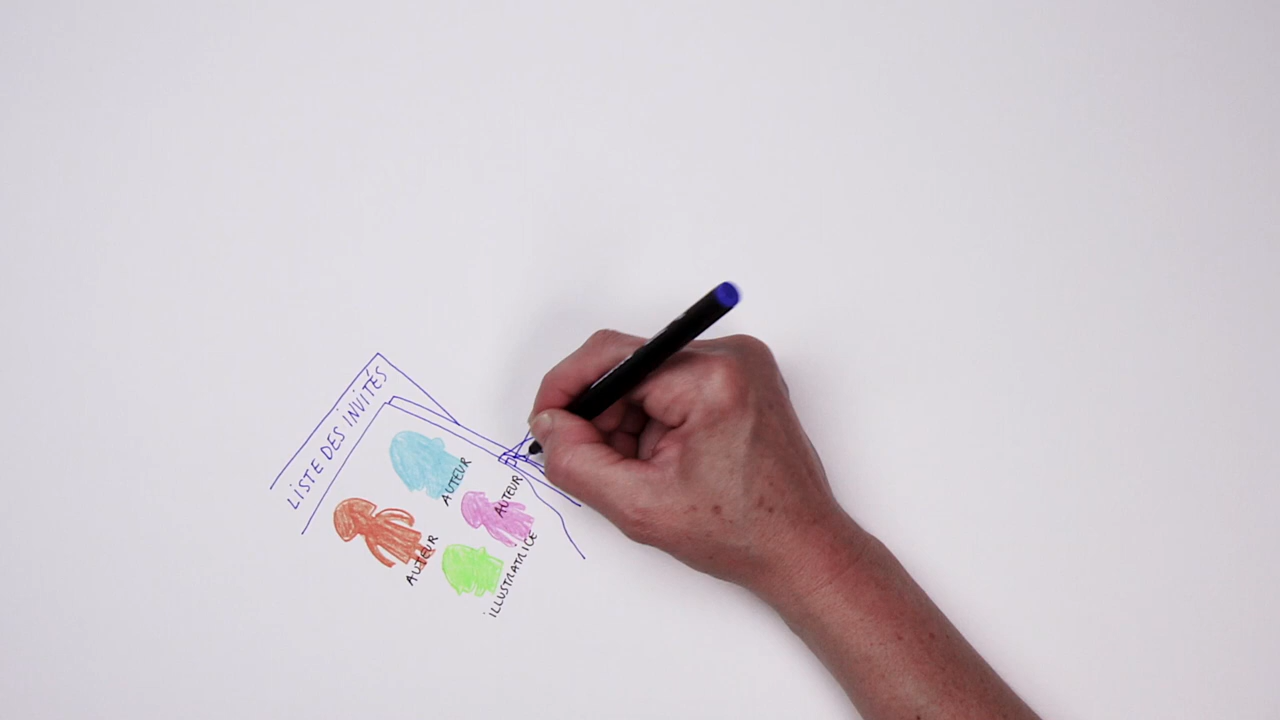 LISTE DES INVITÉS
AUTEUR
AUTEUR
AUTEUR
iLLUSTRATRICE